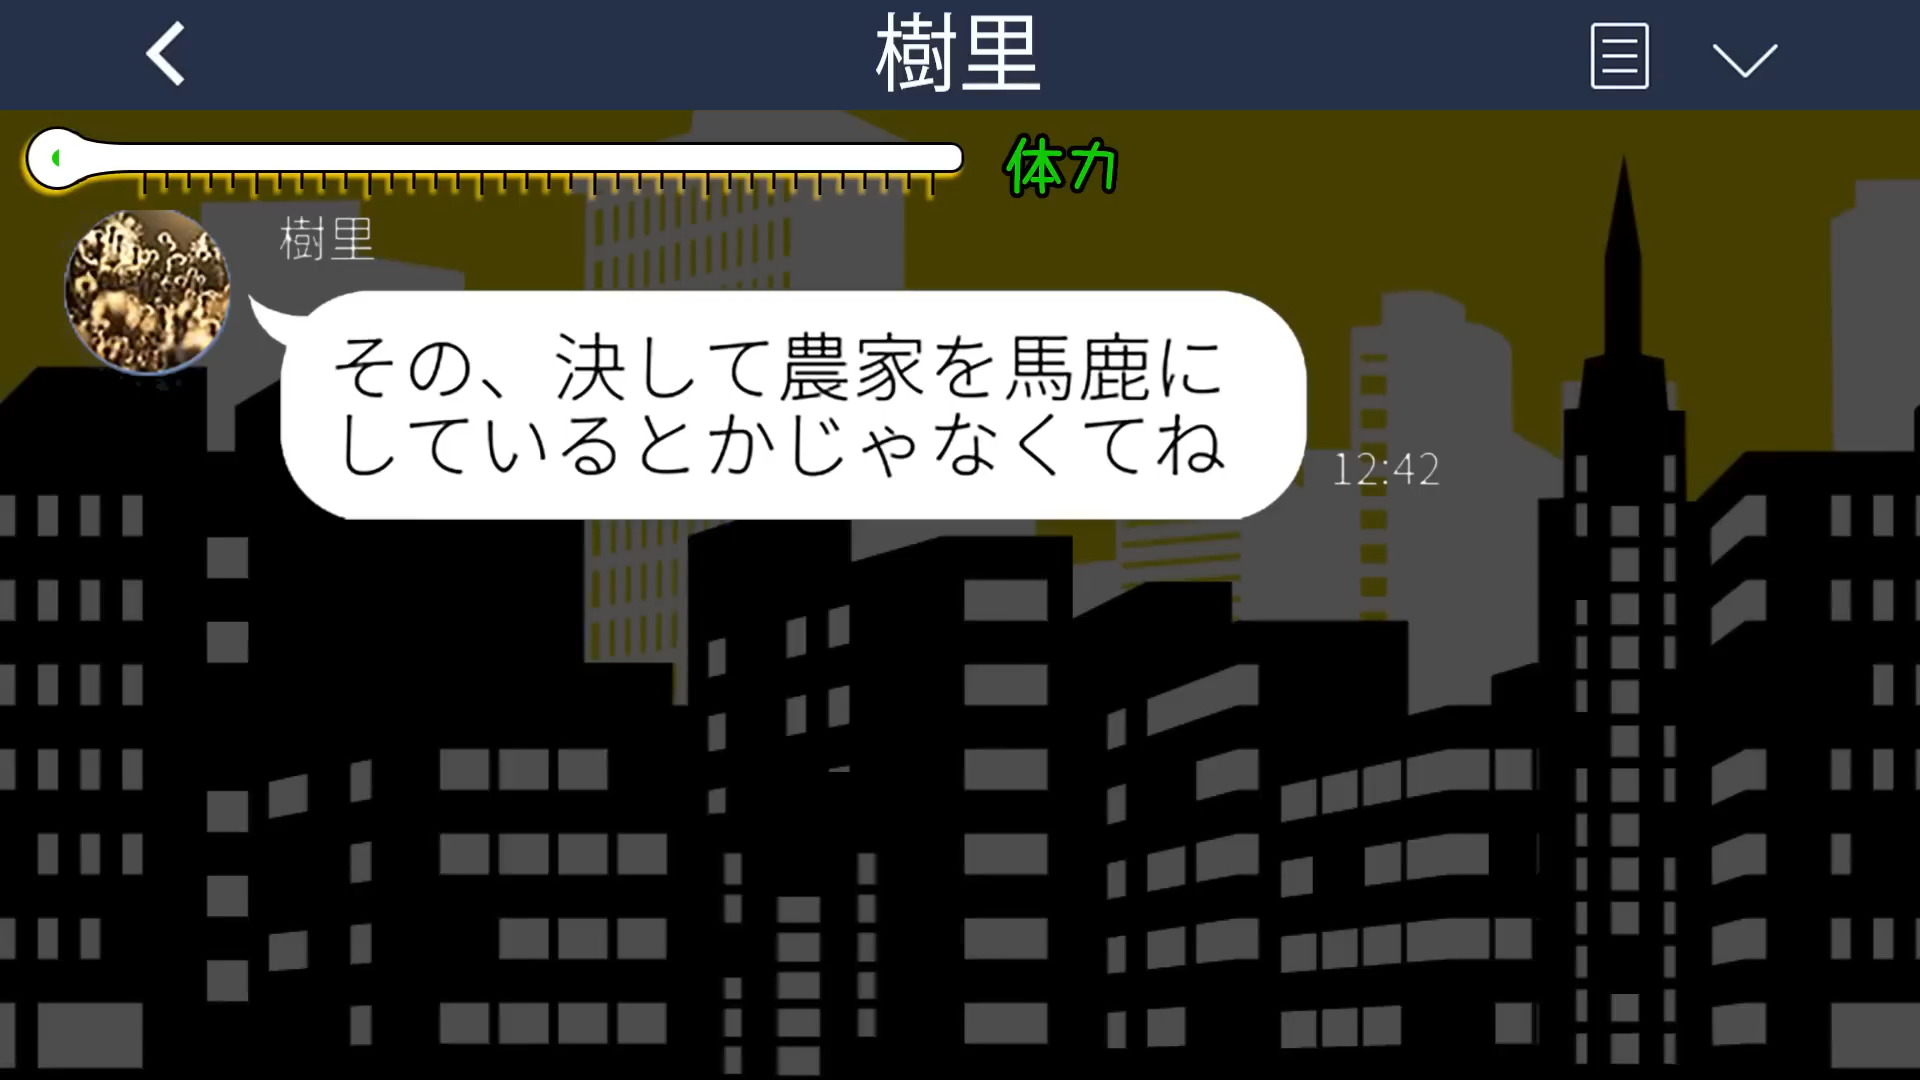 樹里
体力
樹里
その、決して農家を馬鹿に
しているとかじゃなくてね
12:42